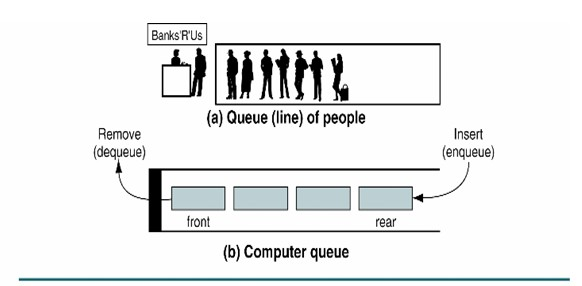 Banks'R'Us
(a) Queue (line) of people
Remove
(dequeue)
Insert
(enqueue)
front
rear
(b) Computer queue